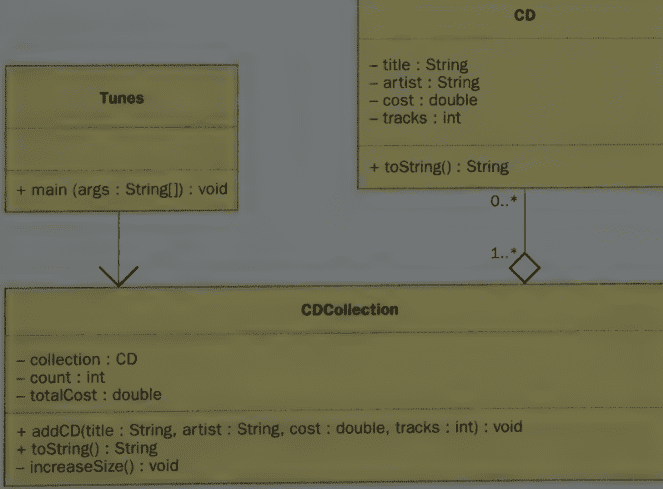 CD
– title : String
– artist : String
– cost : double
– tracks : int
+ toString() : String
Tunes
+ main (args : String[]) : void
0..*
1..*
CDCollection
– collection : CD
– count : int
– totalCost : double
+ addCD(title : String, artist : String, cost : double, tracks : int) : void
+ toString() : String
– increaseSize() : void